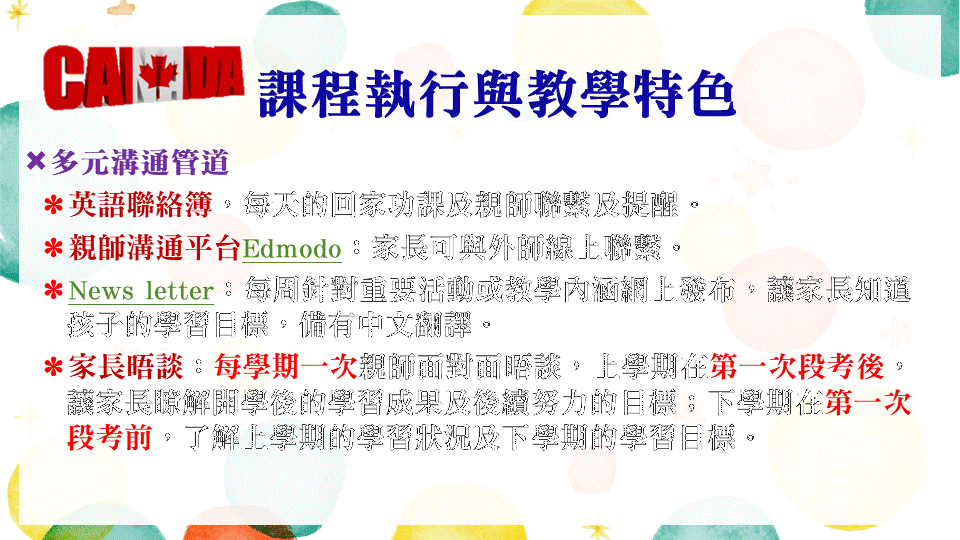 CANADA
課程執行與教學特色
多元溝通管道
英語聯絡簿，每天的回家功課及親師聯繫及提醒。
親師溝通平台Edmodo：家長可與外師線上聯繫。
News letter：每周針對重要活動或教學內涵網上發布，讓家長知道
孩子的學習目標，備有中文翻譯。
家長晤談：每學期一次親師面對面晤談，上學期在第一次段考後，
讓家長瞭解開學後的學習成果及後續努力的目標；下學期在第一次
段考前，了解上學期的學習狀況及下學期的學習目標。